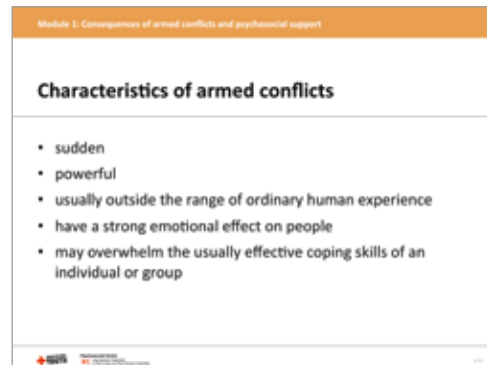 Module 1: Consequences of armed conflicts and psychosocial support
Characteristics of armed conflicts
• sudden
• powerful
• usually outside the range of ordinary human experience
• have a strong emotional effect on people
• may overwhelm the usually effective coping skills of an
individual or group
Psychosocial Centre